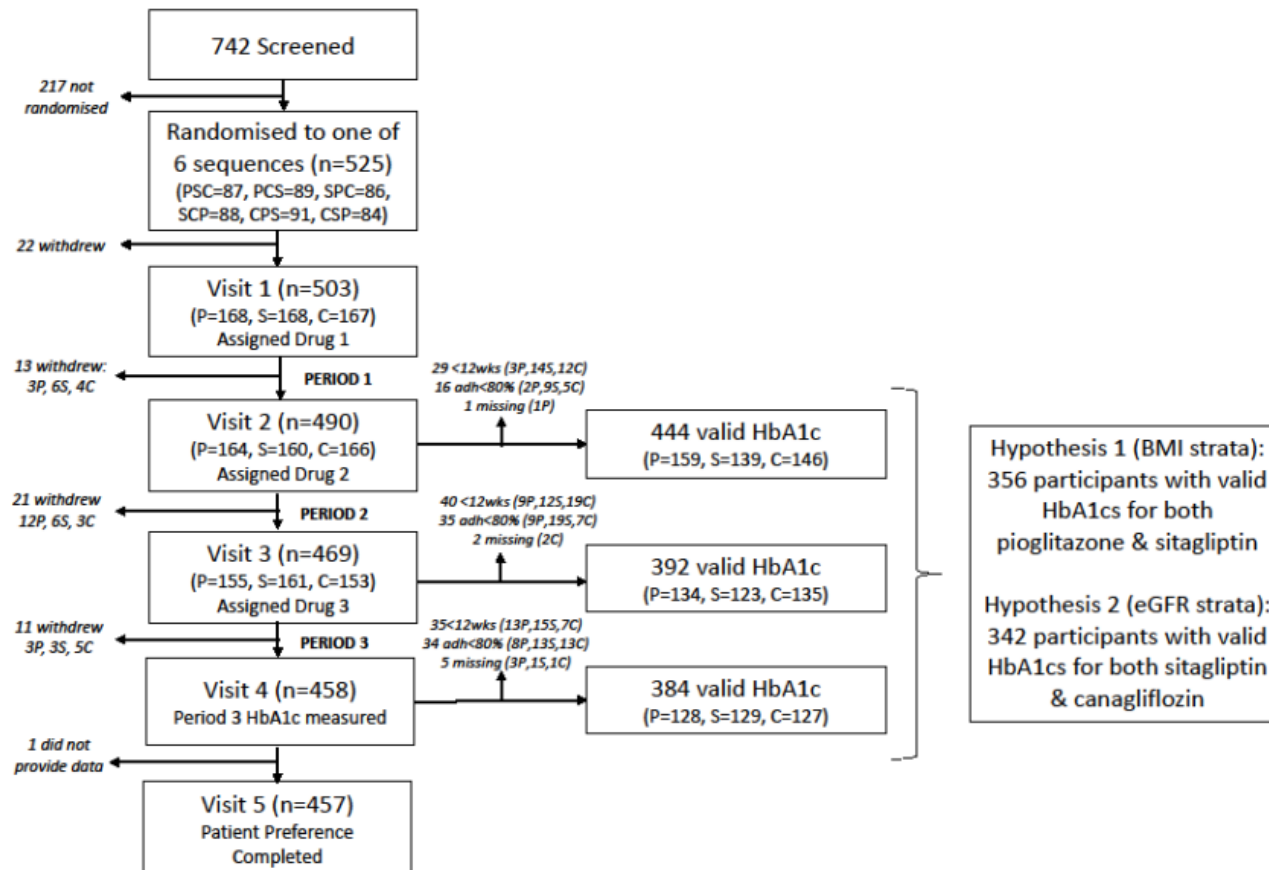 742 Screened
217 not
randomised
Randomised to one of
6 sequences (n=525)
(PSC=87, PCS=89, SPC=86,
SCP=88, CPS=91, CSP=84)
22 withdrew
Visit 1 (n=503)
(P=168, S=168, C=167)
Assigned Drug 1
13 withdrew:
3P, 6S, 4C
PERIOD 1
29 <12wks (3P,14S,12C)
16 adh<80% (2P,9S,5C)
1 missing (1P)
Visit 2 (n=490)
(P=164, S=160, C=166)
Assigned Drug 2
444 valid HbA1c
(P=159, S=139, C=146)
21 withdrew
12P, 6S, 3C
PERIOD 2
40 <12wks (9P,12S,19C)
35 adh<80% (9P,19S,7C)
2 missing (2C)
Visit 3 (n=469)
(P=155, S=161, C=153)
Assigned Drug 3
392 valid HbA1c
(P=134, S=123, C=135)
11 withdrew
3P, 3S, 5C
PERIOD 3
35<12wks (13P,15S,7C)
34 adh<80% (8P,13S,13C)
5 missing (3P,1S,1C)
Visit 4 (n=458)
Period 3 HbA1c measured
384 valid HbA1c
(P=128, S=129, C=127)
1 did not
provide data
Visit 5 (n=457)
Patient Preference
Completed
Hypothesis 1 (BMI strata):
356 participants with valid
HbA1cs for both
pioglitazone & sitagliptin
Hypothesis 2 (eGFR strata):
342 participants with valid
HbA1cs for both sitagliptin
& canagliflozin